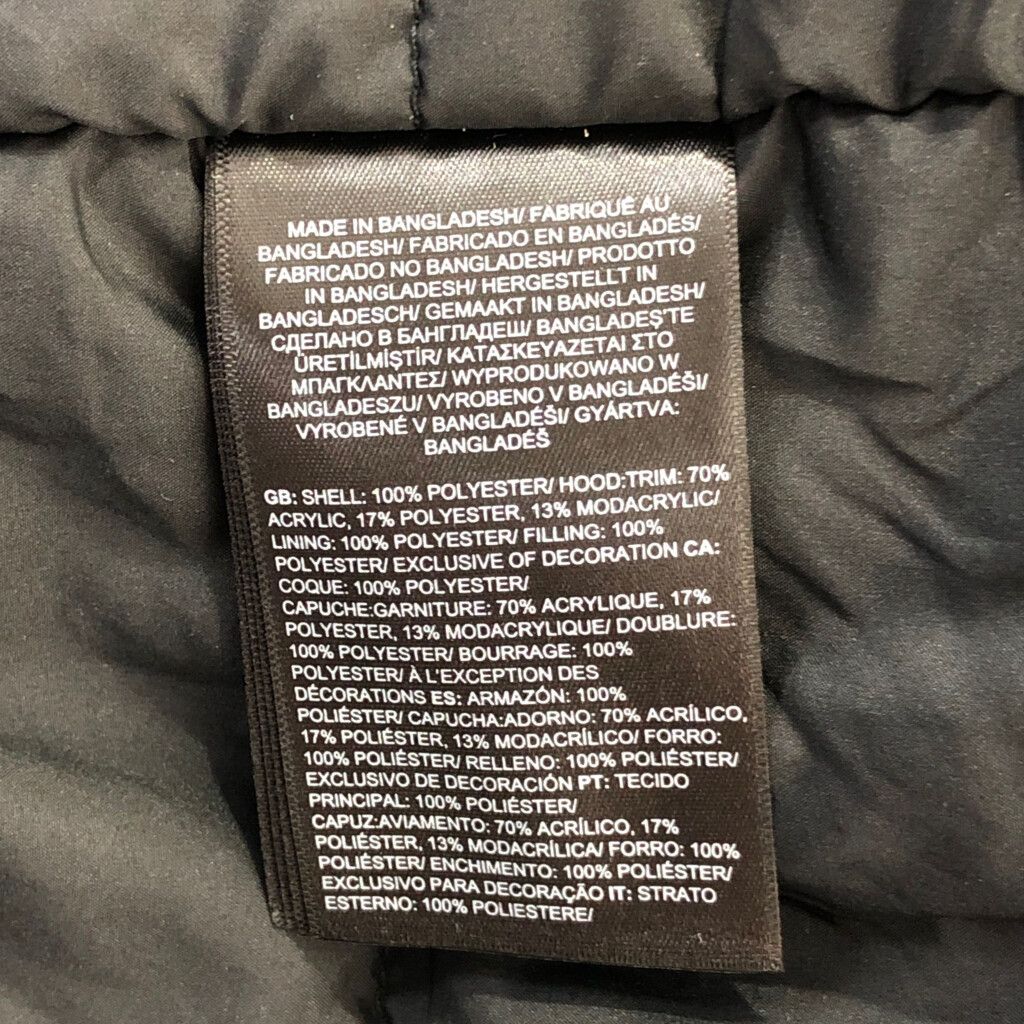 MADE IN BANGLADESH/ FABRIQUÉ AU
BANGLADESH/ FABRICADO EN BANGLADÉS/
FABRICADO NO BANGLADESH/ PRODOTTO
IN BANGLADESH/ HERGESTELLT IN
BANGLADESCH/ GEMAAKT IN BANGLADESH/
СДЕЛАНО В БАНГЛАДЕШ/ BANGLADEŞ'TE
ÜRETİLMİŞTİR/ ΚΑΤΑΣΚΕΥΑΖΕΤΑΙ ΣΤΟ
ΜΠΑΓΚΛΑΝΤΕΣ/ WYPRODUKOWANO W
BANGLADESZU/ VYROBENO V BANGLADÉŠI/
VYROBENÉ V BANGLADÉŠI/ GYÁRTVA:
BANGLADÉŠ
GB: SHELL: 100% POLYESTER/ HOOD:TRIM: 70%
ACRYLIC, 17% POLYESTER, 13% MODACRYLIC/
LINING: 100% POLYESTER/ FILLING: 100%
POLYESTER/ EXCLUSIVE OF DECORATION CA:
COQUE: 100% POLYESTER/
CAPUCHE:GARNITURE: 70% ACRYLIQUE, 17%
POLYESTER, 13% MODACRYLIQUE/ DOUBLURE:
100% POLYESTER/ BOURRAGE: 100%
POLYESTER/ À L'EXCEPTION DES
DÉCORATIONS ES: ARMAZÓN: 100%
POLIÉSTER/ CAPUCHA:ADORNO: 70% ACRÍLICO,
17% POLIÉSTER, 13% MODACRÍLICO/ FORRO:
100% POLIÉSTER/ RELLENO: 100% POLIÉSTER/
EXCLUSIVO DE DECORACIÓN PT: TECIDO
PRINCIPAL: 100% POLIÉSTER/
CAPUZ:AVIAMENTO: 70% ACRÍLICO, 17%
POLIÉSTER, 13% MODACRÍLICA/ FORRO: 100%
POLIÉSTER/ ENCHIMENTO: 100% POLIÉSTER/
EXCLUSIVO PARA DECORAÇÃO IT: STRATO
ESTERNO: 100% POLIESTERE/